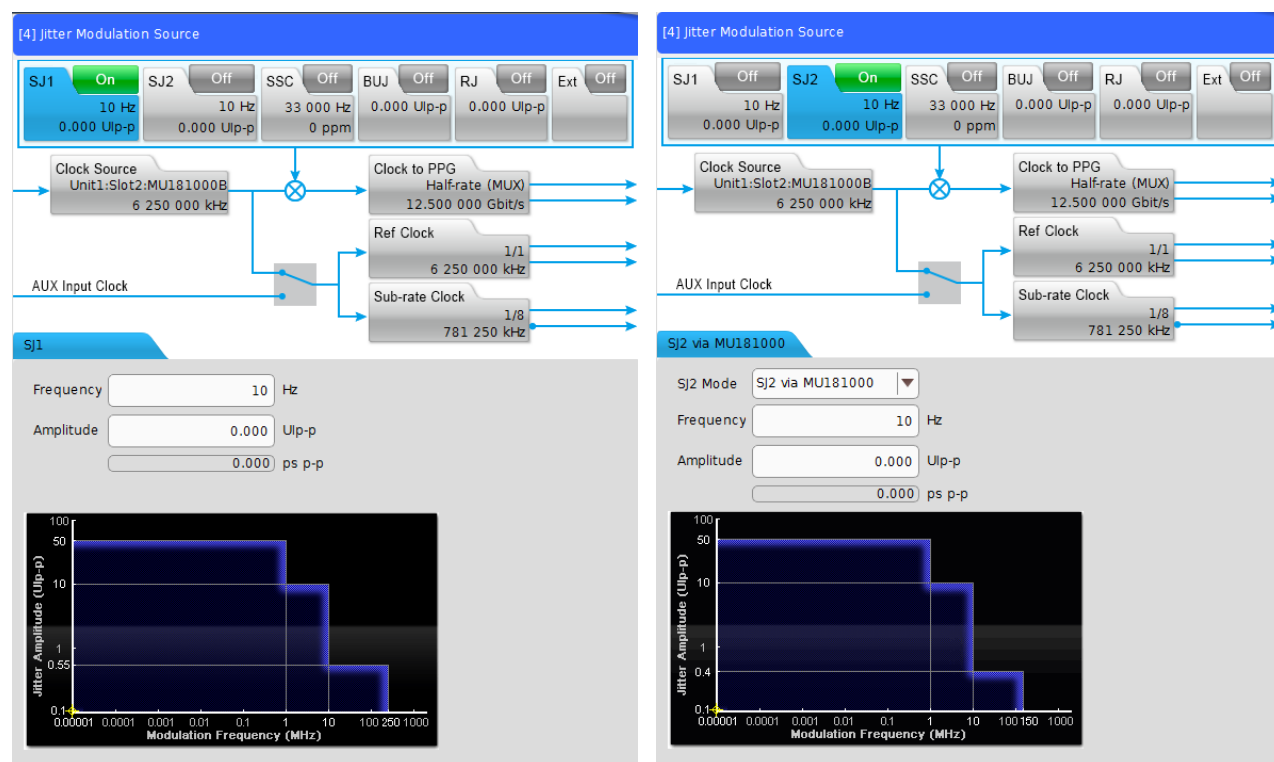 [4] Jitter Modulation Source
SJ1 On SJ2 Off SSC Off BUJ Off RJ Off Ext Off
10 Hz 10 Hz 33 000 Hz 0.000 UIp-p 0.000 UIp-p
0.000 UIp-p 0.000 UIp-p 0 ppm
Clock Source
Unit1:Slot2:MU181000B
6 250 000 kHz
Clock to PPG
Half-rate (MUX)
12.500 000 Gbit/s
Ref Clock
1/1
6 250 000 kHz
AUX Input Clock
Sub-rate Clock
1/8
781 250 kHz
SJ1
Frequency 10 Hz
Amplitude 0.000 UIp-p
0.000 ps p-p
100
50
10
1
0.55
0.1
Jitter Amplitude (UIp-p)
0.00001 0.0001 0.001 0.01 0.1 1 10 100 250 1000
Modulation Frequency (MHz)
[4] Jitter Modulation Source
SJ1 Off SJ2 On SSC Off BUJ Off RJ Off Ext Off
10 Hz 10 Hz 33 000 Hz 0.000 UIp-p 0.000 UIp-p
0.000 UIp-p 0.000 UIp-p 0 ppm
Clock Source
Unit1:Slot2:MU181000B
6 250 000 kHz
Clock to PPG
Half-rate (MUX)
12.500 000 Gbit/s
Ref Clock
1/1
6 250 000 kHz
AUX Input Clock
Sub-rate Clock
1/8
781 250 kHz
SJ2 via MU181000
SJ2 Mode SJ2 via MU181000
Frequency 10 Hz
Amplitude 0.000 UIp-p
0.000 ps p-p
100
50
10
1
0.4
0.1
Jitter Amplitude (UIp-p)
0.00001 0.0001 0.001 0.01 0.1 1 10 100 150 1000
Modulation Frequency (MHz)